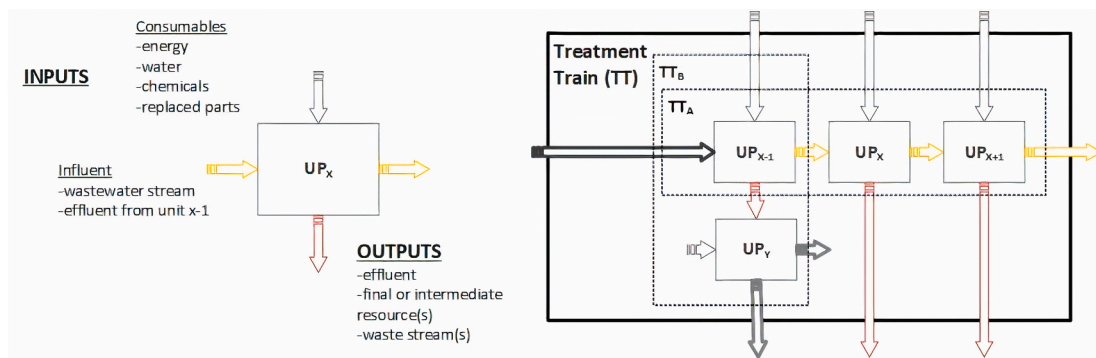 Consumables
-energy
-water
-chemicals
-replaced parts
INPUTS
UPX
Influent
-wastewater stream
-effluent from unit x-1
OUTPUTS
-effluent
-final or intermediate
resource(s)
-waste stream(s)
Treatment
Train (TT)
TTB
TTA
UPX-1
UPX
UPX+1
UPY